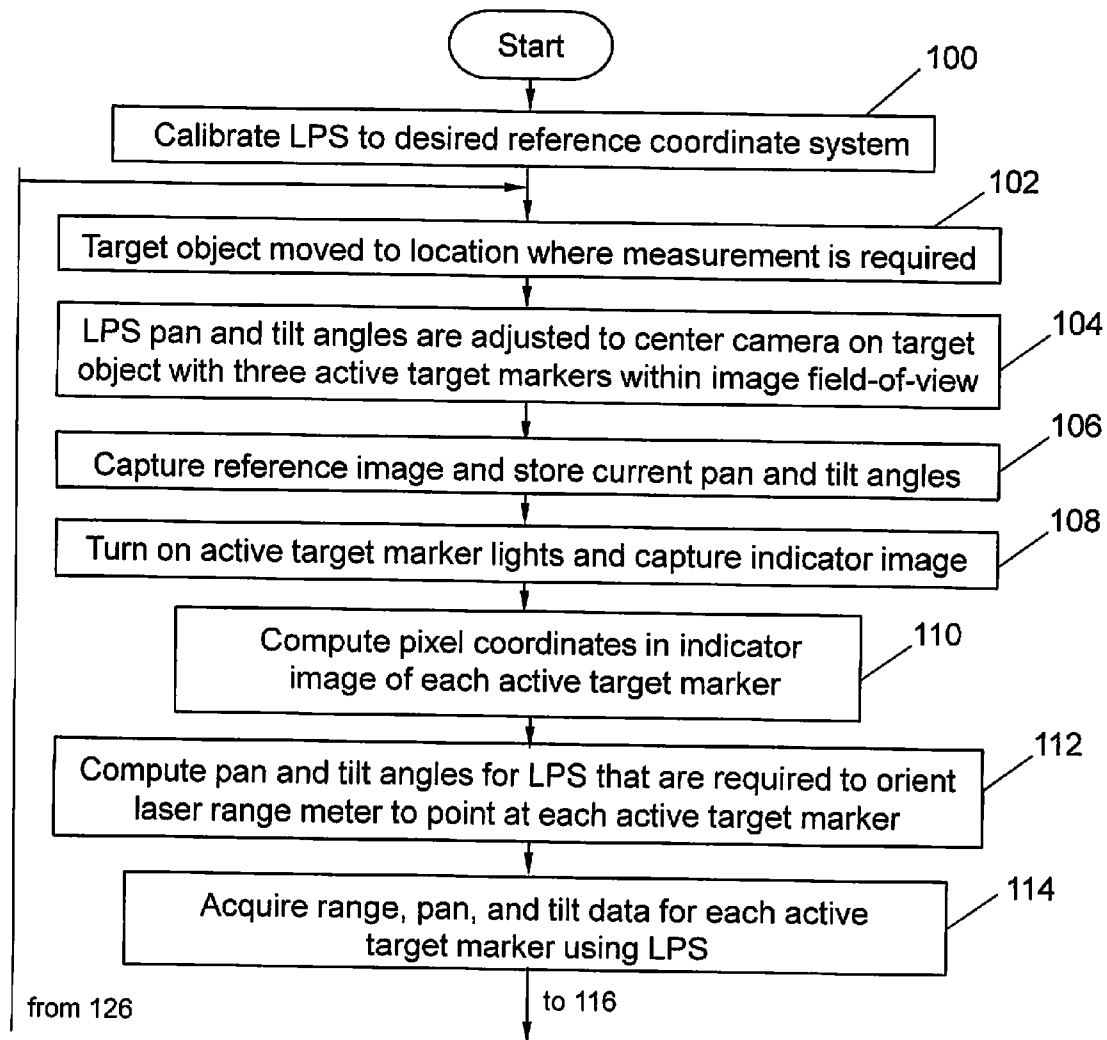 Start
100
Calibrate LPS to desired reference coordinate system
102
Target object moved to location where measurement is required
LPS pan and tilt angles are adjusted to center camera on target
object with three active target markers within image field-of-view
104
106
Capture reference image and store current pan and tilt angles
108
Turn on active target marker lights and capture indicator image
Compute pixel coordinates in indicator
image of each active target marker
110
Compute pan and tilt angles for LPS that are required to orient
laser range meter to point at each active target marker
112
Acquire range, pan, and tilt data for each active
target marker using LPS
114
from 126
to 116